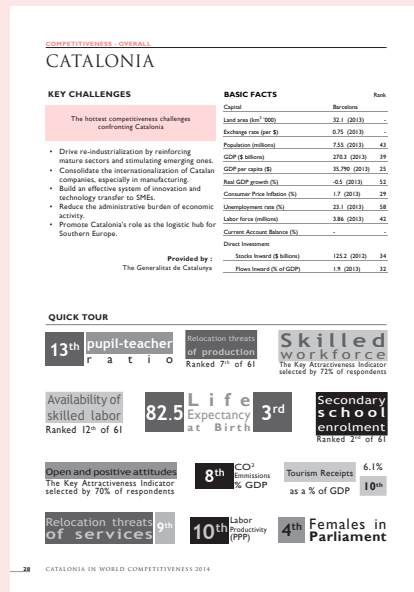 COMPETITIVENESS - OVERALL
CATALONIA
KEY CHALLENGES
The hottest competitiveness challenges
confronting Catalonia
• Drive re-industrialization by reinforcing
mature sectors and stimulating emerging ones.
• Consolidate the internationalization of Catalan
companies, especially in manufacturing.
• Build an effective system of innovation and
technology transfer to SMEs.
• Reduce the administrative burden of economic
activity.
• Promote Catalonia's role as the logistic hub for
Southern Europe.
Provided by :
The Generalitat de Catalunya
BASIC FACTS Rank
Capital Barcelona
Land area (km² '000) 32.1 (2013) -
Exchange rate (per $) 0.75 (2013) -
Population (millions) 7.55 (2013) 43
GDP ($ billions) 270.3 (2013) 39
GDP per capita ($) 35,790 (2013) 25
Real GDP growth (%) -0.5 (2013) 52
Consumer Price Inflation (%) 1.7 (2013) 29
Unemployment rate (%) 23.1 (2013) 58
Labor force (millions) 3.86 (2013) 42
Current Account Balance (%) - -
Direct Investment
Stocks Inward ($ billions) 125.2 (2012) 34
Flows Inward (% of GDP) 1.9 (2013) 32
QUICK TOUR
13th pupil-teacher
ratio
Relocation threats
of production
Ranked 7th of 61
Skilled
workforce
The Key Attractiveness Indicator
selected by 72% of respondents
Availability of
skilled labor
Ranked 12th of 61
82.5 Life
Expectancy
at Birth
3rd
Secondary
school
enrolment
Ranked 2nd of 61
Open and positive attitudes
The Key Attractiveness Indicator
selected by 70% of respondents
8th CO²
Emmissions
% GDP
Tourism Receipts 6.1%
as a % of GDP 10th
Relocation threats
of services 9th
10th Labor
Productivity
(PPP)
4th Females in
Parliament
28 CATALONIA IN WORLD COMPETITIVENESS 2014